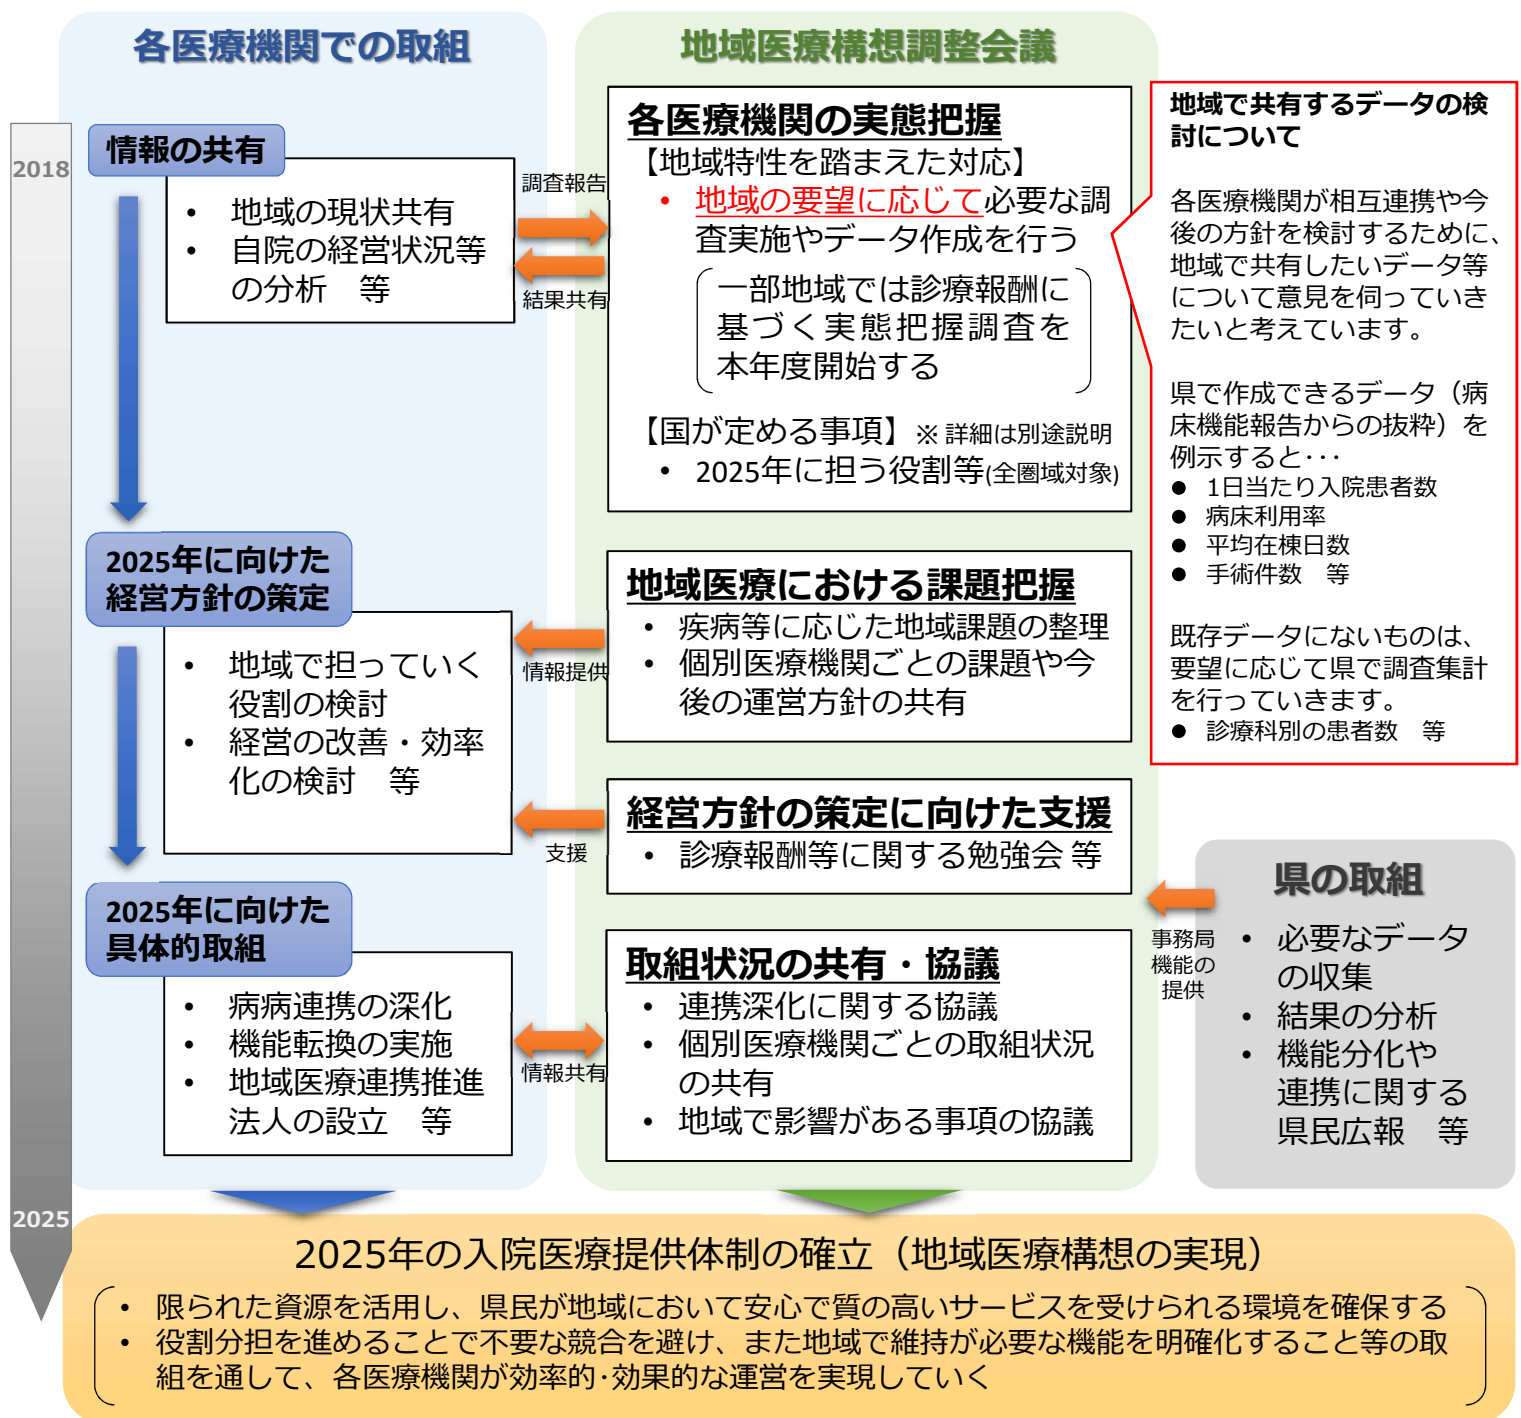 各医療機関での取組
2018
情報の共有
• 地域の現状共有
• 自院の経営状況等
の分析　等
調査報告
結果共有
2025年に向けた
経営方針の策定
• 地域で担っていく
役割の検討
• 経営の改善・効率
化の検討　等
情報提供
支援
2025年に向けた
具体的取組
• 病病連携の深化
• 機能転換の実施
• 地域医療連携推進
法人の設立　等
情報共有
地域医療構想調整会議
各医療機関の実態把握
【地域特性を踏まえた対応】
• 地域の要望に応じて必要な調
査実施やデータ作成を行う
一部地域では診療報酬に
基づく実態把握調査を
本年度開始する
【国が定める事項】※ 詳細は別途説明
• 2025年に担う役割等(全圏域対象)
地域医療における課題把握
• 疾病等に応じた地域課題の整理
• 個別医療機関ごとの課題や今
後の運営方針の共有
経営方針の策定に向けた支援
• 診療報酬等に関する勉強会 等
取組状況の共有・協議
• 連携深化に関する協議
• 個別医療機関ごとの取組状況
の共有
• 地域で影響がある事項の協議
地域で共有するデータの検
討について
各医療機関が相互連携や今
後の方針を検討するために、
地域で共有したいデータ等
について意見を伺っていき
たいと考えています。
県で作成できるデータ（病
床機能報告からの抜粋）を
例示すると･･･
● 1日当たり入院患者数
● 病床利用率
● 平均在棟日数
● 手術件数　等
既存データにないものは、
要望に応じて県で調査集計
を行っていきます。
● 診療科別の患者数　等
県の取組
• 必要なデータ
の収集
• 結果の分析
• 機能分化や
連携に関する
県民広報　等
事務局
機能の
提供
2025
2025年の入院医療提供体制の確立（地域医療構想の実現）
• 限られた資源を活用し、県民が地域において安心で質の高いサービスを受けられる環境を確保する
• 役割分担を進めることで不要な競合を避け、また地域で維持が必要な機能を明確化すること等の取
組を通して、各医療機関が効率的･効果的な運営を実現していく